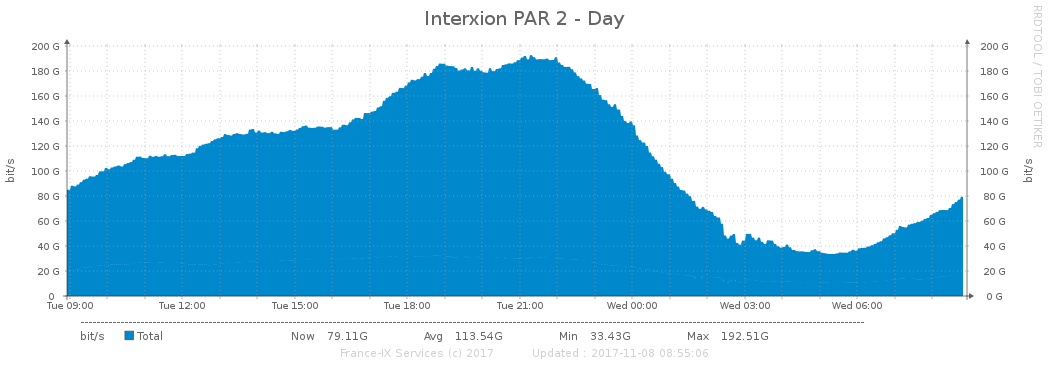 Interxion PAR 2 - Day
RRDTOOL / TOBI OETIKER
200 G 200 G
180 G 180 G
160 G 160 G
140 G 140 G
120 G 120 G
100 G 100 G
80 G 80 G
60 G 60 G
40 G 40 G
20 G 20 G
0 0 G
bit/s bit/s
Tue 09:00 Tue 12:00 Tue 15:00 Tue 18:00 Tue 21:00 Wed 00:00 Wed 03:00 Wed 06:00
bit/s Total Now 79.11G Avg 113.54G Min 33.43G Max 192.51G
France-IX Services (c) 2017 Updated : 2017-11-08 08:55:06